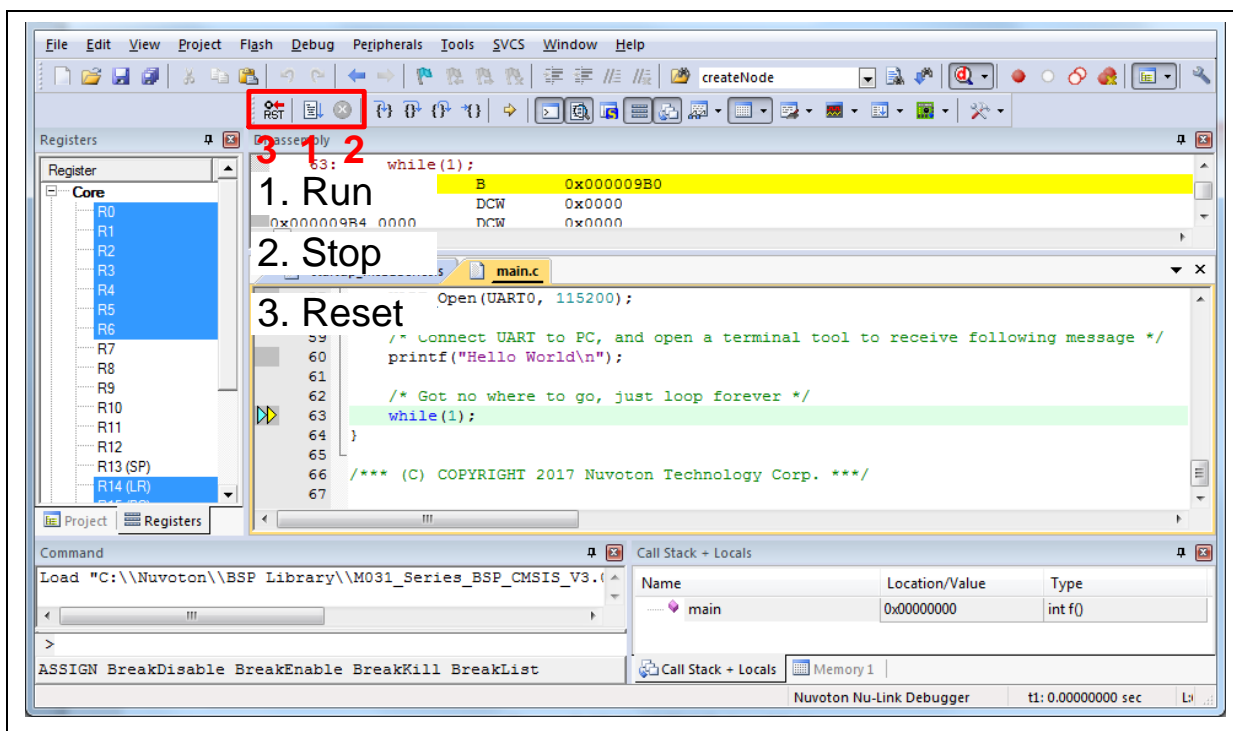 File Edit View Project Flash Debug Peripherals Tools SVCS Window Help
createNode
RST
3 1 2
Registers
Disassembly
Register
Core
R0
R1
R2
R3
R4
R5
R6
R7
R8
R9
R10
R11
R12
R13 (SP)
R14 (LR)
Project Registers
63: while(1);
B 0x000009B0
DCW 0x0000
0x000009B4 0000 DCW 0x0000
1. Run
2. Stop
3. Reset
main.c
Open(UART0, 115200);
59 /* Connect UART to PC, and open a terminal tool to receive following message */
60 printf("Hello World\n");
61
62 /* Got no where to go, just loop forever */
63 while(1);
64 }
65
66 /*** (C) COPYRIGHT 2017 Nuvoton Technology Corp. ***/
67
Command
Load "C:\\Nuvoton\\BSP Library\\M031_Series_BSP_CMSIS_V3.(
>
ASSIGN BreakDisable BreakEnable BreakKill BreakList
Call Stack + Locals
Name Location/Value Type
main 0x00000000 int f()
Call Stack + Locals Memory 1
Nuvoton Nu-Link Debugger t1: 0.00000000 sec